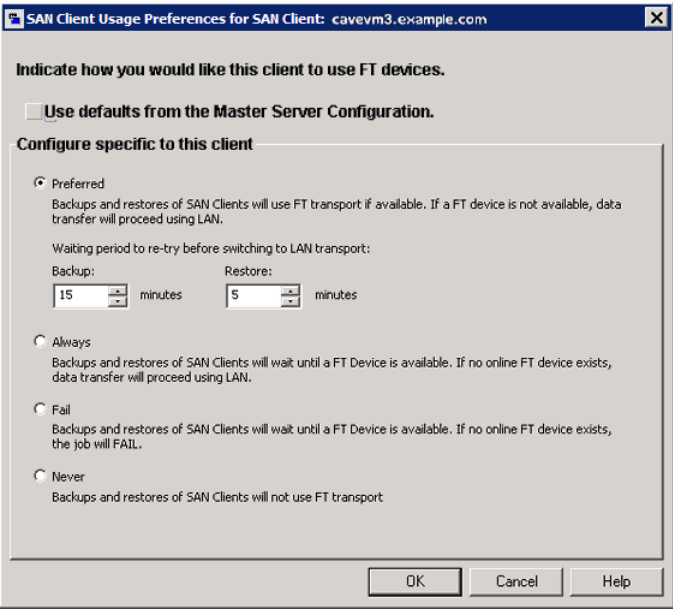 SAN Client Usage Preferences for SAN Client: cavevm3.example.com
Indicate how you would like this client to use FT devices.
Use defaults from the Master Server Configuration.
Configure specific to this client
Preferred
Backups and restores of SAN Clients will use FT transport if available. If a FT device is not available, data
transfer will proceed using LAN.
Waiting period to re-try before switching to LAN transport:
Backup: Restore:
15 minutes 5 minutes
Always
Backups and restores of SAN Clients will wait until a FT Device is available. If no online FT device exists,
data transfer will proceed using LAN.
Fail
Backups and restores of SAN Clients will wait until a FT Device is available. If no online FT device exists,
the job will FAIL.
Never
Backups and restores of SAN Clients will not use FT transport
OK Cancel Help